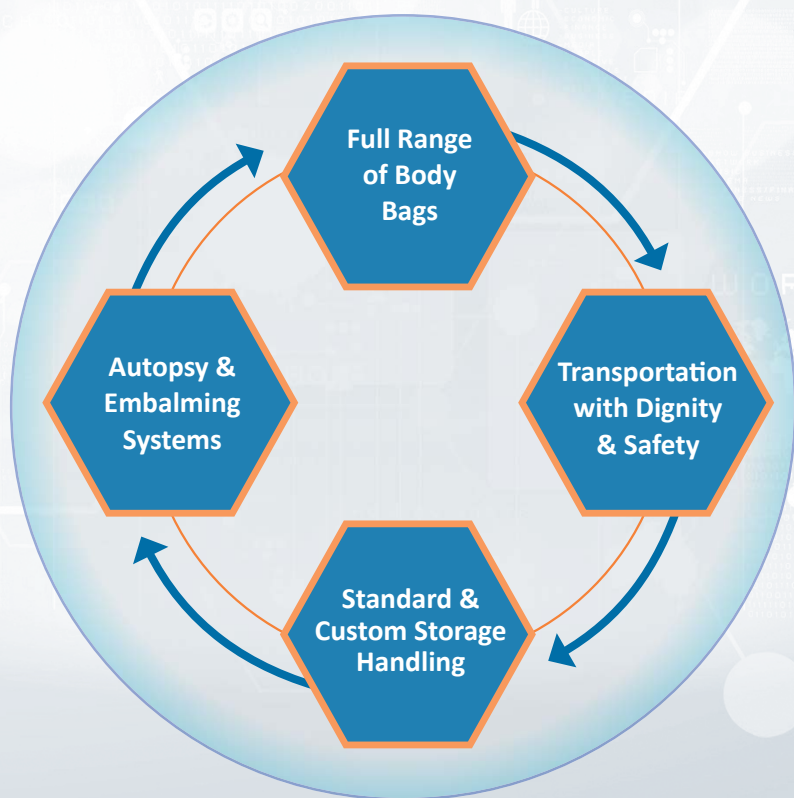 Full Range
of Body
Bags
Transportation
with Dignity
& Safety
Standard &
Custom Storage
Handling
Autopsy &
Embalming
Systems